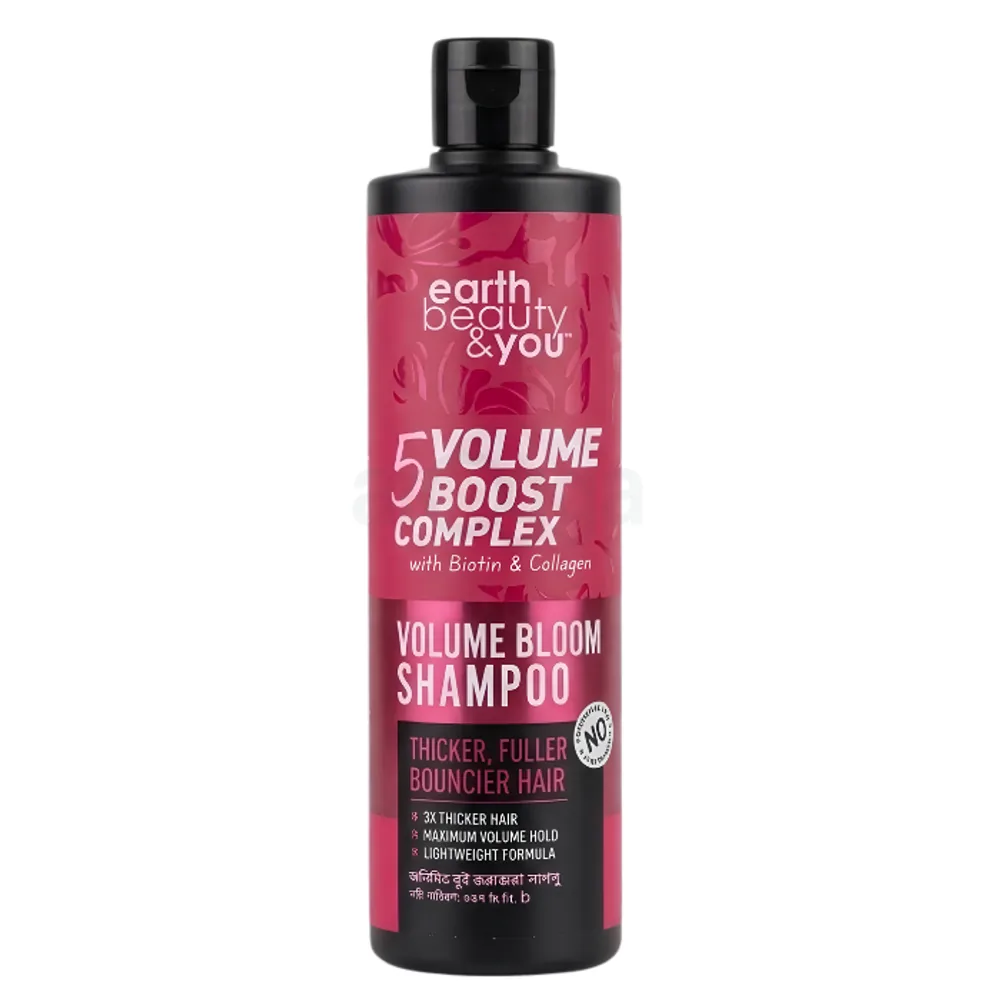 earth
beauty
&you™
5 VOLUME
BOOST
COMPLEX
with Biotin & Collagen
VOLUME BLOOM
SHAMPOO
NO
THICKER, FULLER
BOUNCIER HAIR
3X THICKER HAIR
MAXIMUM VOLUME HOLD
LIGHTWEIGHT FORMULA